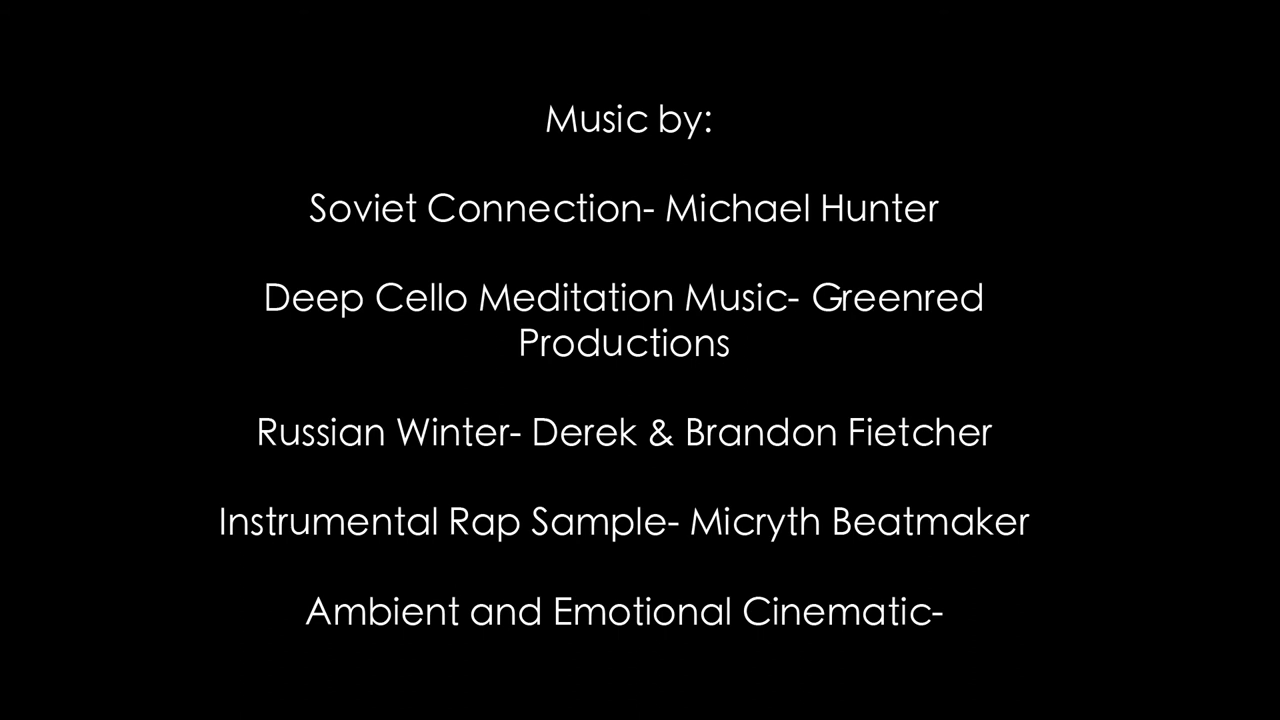 Music by:
Soviet Connection- Michael Hunter
Deep Cello Meditation Music- Greenred
Productions
Russian Winter- Derek & Brandon Fietcher
Instrumental Rap Sample- Micryth Beatmaker
Ambient and Emotional Cinematic-